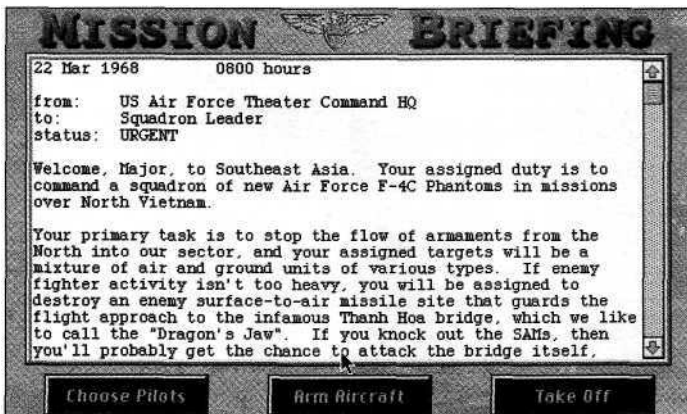 MISSION BRIEFING
22 Mar 1968 0800 hours
from: US Air Force Theater Command HQ
to: Squadron Leader
status: URGENT
Welcome, Major, to Southeast Asia. Your assigned duty is to
command a squadron of new Air Force F-4C Phantoms in missions
over North Vietnam.
Your primary task is to stop the flow of armaments from the
North into our sector, and your assigned targets will be a
mixture of air and ground units of various types. If enemy
fighter activity isn't too heavy, you will be assigned to
destroy an enemy surface-to-air missile site that guards the
flight approach to the infamous Thanh Hoa bridge, which we like
to call the "Dragon's Jaw". If you knock out the SAMs, then
you'll probably get the chance to attack the bridge itself,
Choose Pilots Arm Aircraft Take Off